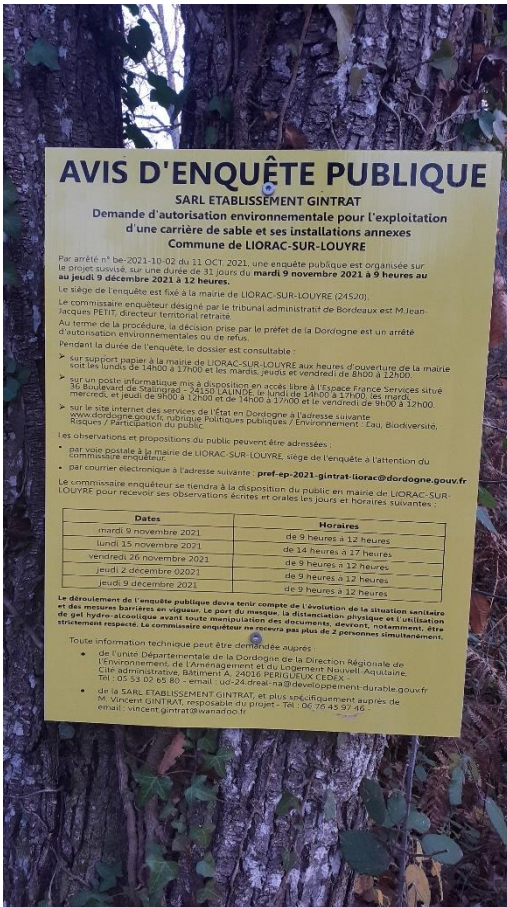 AVIS D'ENQUÊTE PUBLIQUE
SARL ETABLISSEMENT GINTRAT
Demande d'autorisation environnementale pour l'exploitation
d'une carrière de sable et ses installations annexes
Commune de LIORAC-SUR-LOUYRE
Par arrêté n° be-2021-10-02 du 11 OCT. 2021, une enquête publique est organisée sur
le projet susvisé, sur une durée de 31 jours du mardi 9 novembre 2021 à 9 heures au
au jeudi 9 décembre 2021 à 12 heures.
Le siège de l'enquête est fixé à la mairie de LIORAC-SUR-LOUYRE (24520).
Le commissaire enquêteur désigné par le tribunal administratif de Bordeaux est M.Jean-
Jacques PETIT, directeur territorial retraité.
Au terme de la procédure, la décision prise par le préfet de la Dordogne est un arrêté
d'autorisation environnementales ou de refus.
Pendant la durée de l'enquête, le dossier est consultable :
➢ sur support papier à la mairie de LIORAC-SUR-LOUYRE aux heures d'ouverture de la mairie
soit les lundis de 14h00 à 17h00 et les mardis, jeudis et vendredi de 8h00 à 12h00.
➢ sur un poste informatique mis à disposition en accès libre à l'Espace France Services situé
36 Boulevard de Stalingrad - 24150 LALINDE, le lundi de 14h00 à 17h00, les mardi,
mercredi, et jeudi de 9h00 à 12h00 et de 14h00 à 17h00 et le vendredi de 9h00 à 12h00.
➢ sur le site internet des services de l'État en Dordogne à l'adresse suivante
www.dordogne.gouv.fr, rubrique Politiques publiques / Environnement : Eau, Biodiversité,
Risques / Participation du public.
Les observations et propositions du public peuvent être adressées :
• par voie postale à la mairie de LIORAC-SUR-LOUYRE, siège de l'enquête à l'attention du
commissaire enquêteur.
• par courrier électronique à l'adresse suivante : pref-ep-2021-gintrat-liorac@dordogne.gouv.fr
Le commissaire enquêteur se tiendra à la disposition du public en mairie de LIORAC-SUR-
LOUYRE pour recevoir ses observations écrites et orales les jours et horaires suivantes :
Dates Horaires
mardi 9 novembre 2021 de 9 heures à 12 heures
lundi 15 novembre 2021 de 14 heures à 17 heures
vendredi 26 novembre 2021 de 9 heures à 12 heures
jeudi 2 décembre 02021 de 9 heures à 12 heures
jeudi 9 décembre 2021 de 9 heures à 12 heures
Le déroulement de l'enquête publique devra tenir compte de l'évolution de la situation sanitaire
et des mesures barrières en vigueur. Le port du masque, la distanciation physique et l'utilisation
de gel hydro-alcoolique avant toute manipulation des documents, devront, notamment, être
strictement respecté. Le commissaire enquêteur ne recevra pas plus de 2 personnes simultanément.
Toute information technique peut être demandée auprès :
• de l'unité Départementale de la Dordogne de la Direction Régionale de
l'Environnement, de l'Aménagement et du Logement Nouvell-Aquitaine,
Cité administrative, Bâtiment A, 24016 PERIGUEUX CEDEX -
Tél : 05 53 02 65 80 - email : ud-24.dreal-na@developpement-durable.gouv.fr
• de la SARL ETABLISSEMENT GINTRAT, et plus spécifiquement auprès de
M. Vincent GINTRAT, resposable du projet - Tél : 06 76 45 97 46 -
email : vincent.gintrat@wanadoo.fr